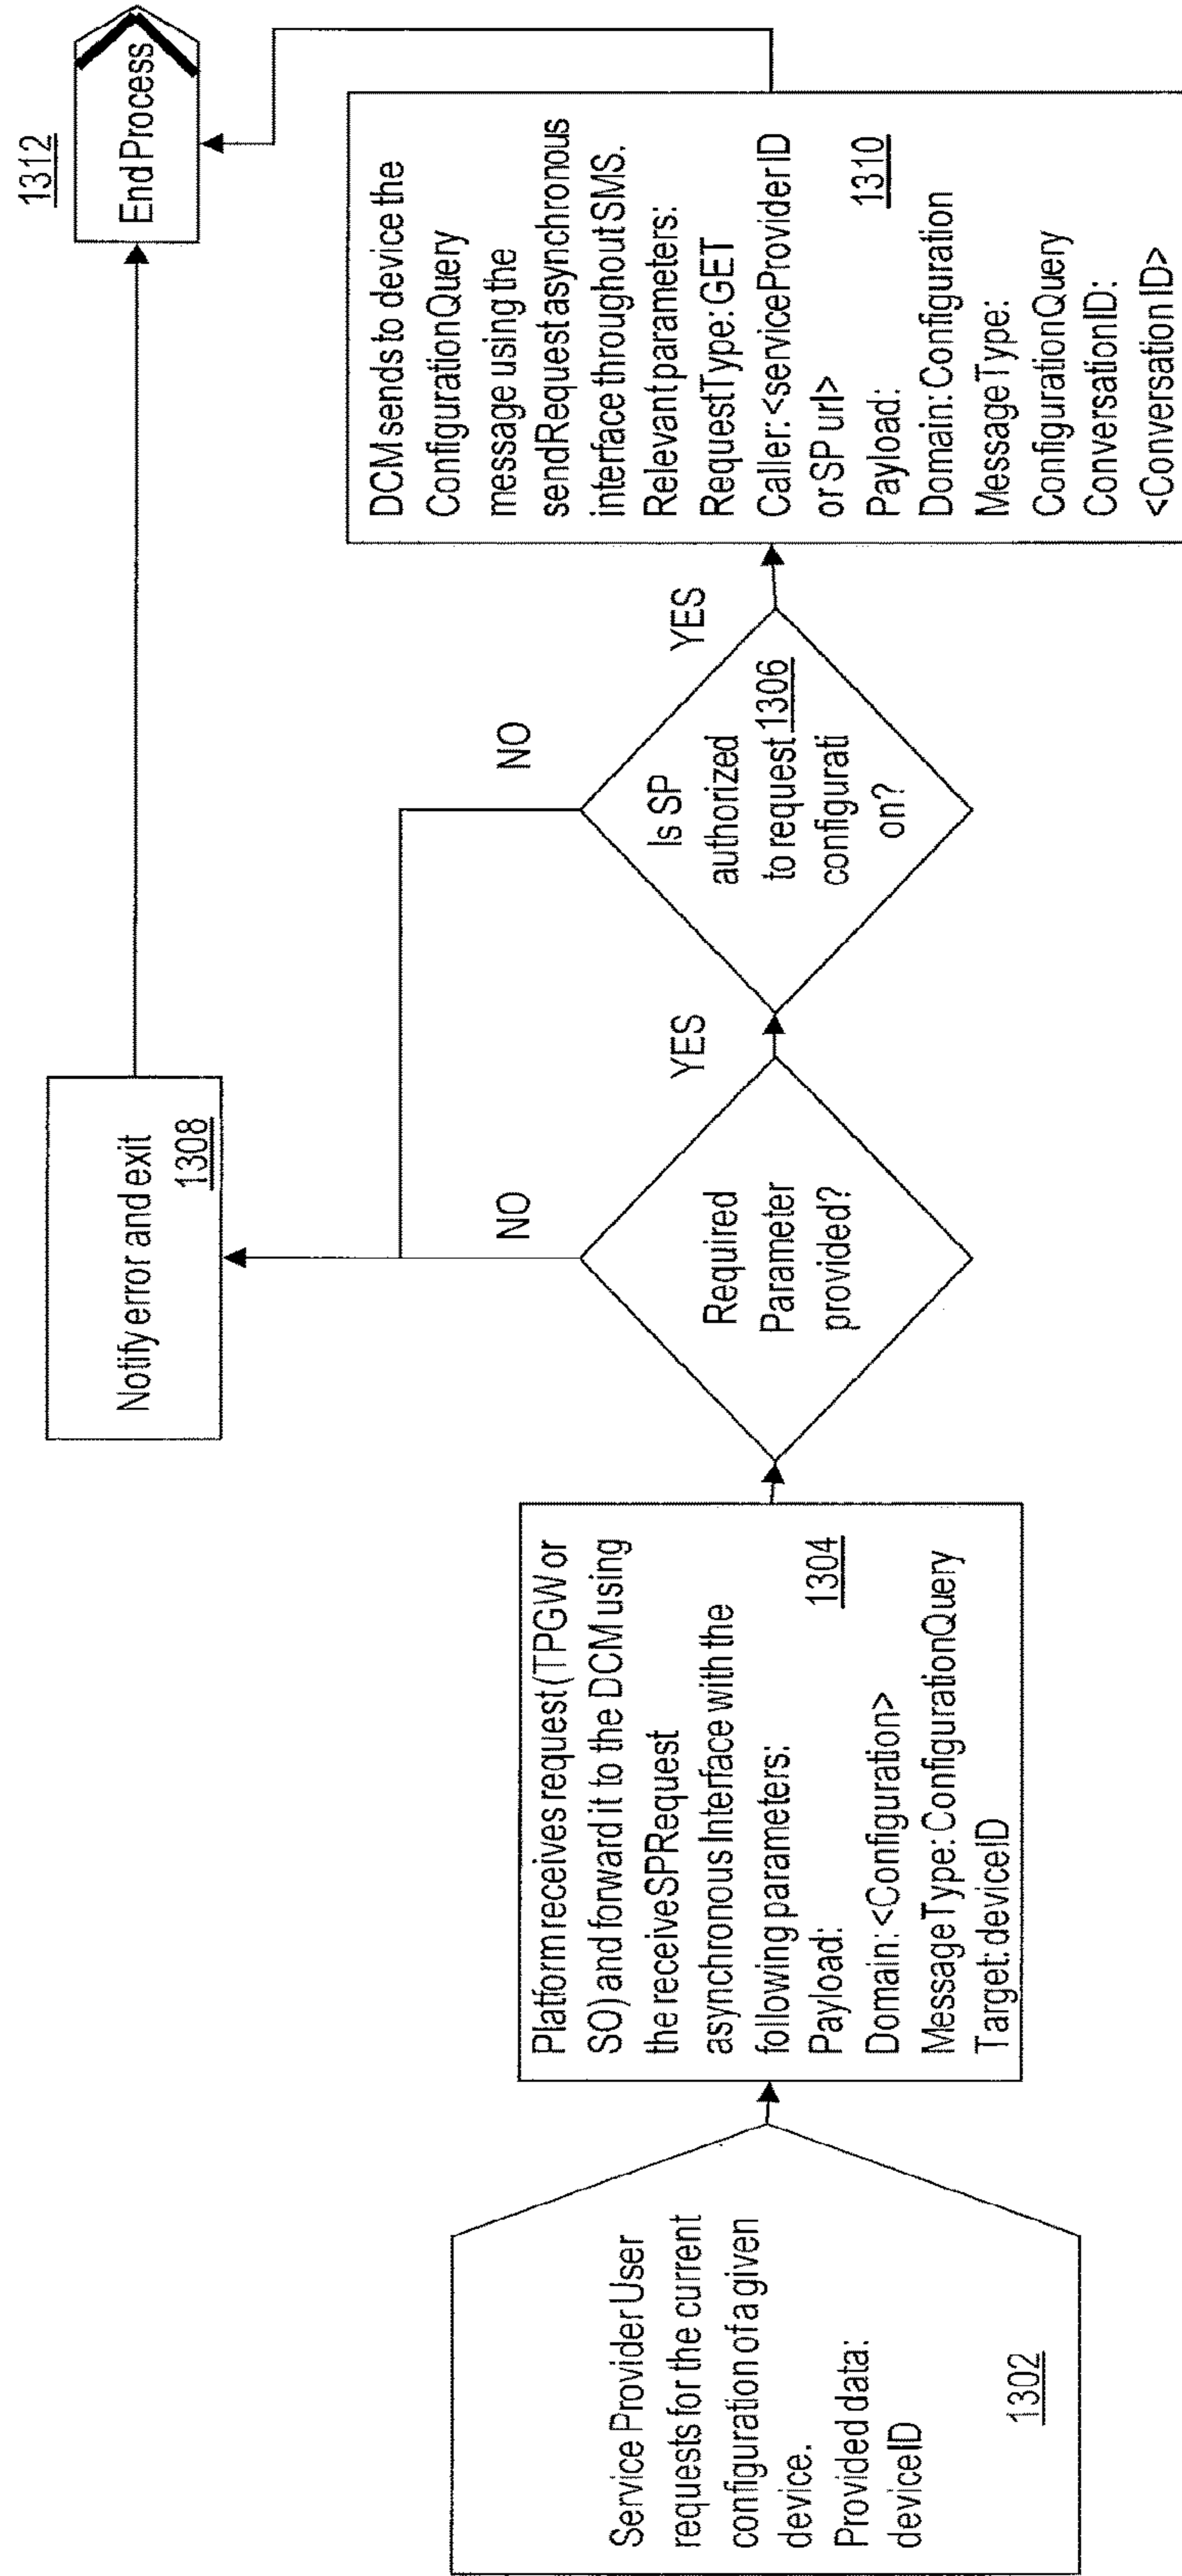 Service Provider User
requests for the current
configuration of a given
device.
Provided data:
deviceID
1302
Platform receives request (TPGW or
SO) and forward it to the DCM using
the receiveSPRequest
asynchronous Interface with the
following parameters:
Payload:
1304
Domain: <Configuration>
MessageType: ConfigurationQuery
Target: deviceID
Required
Parameter
provided?
NO
YES
Notify error and exit
1308
Is SP
authorized
to request 1306
configurati
on?
NO
YES
DCM sends to device the
ConfigurationQuery
message using the
sendRequest asynchronous
interface throughout SMS.
Relevant parameters:
RequestType: GET
Caller: <serviceProvider ID
or SP url>
Payload:
1310
Domain: Configuration
MessageType:
ConfigurationQuery
ConversationID:
<Conversation ID>
End Process
1312